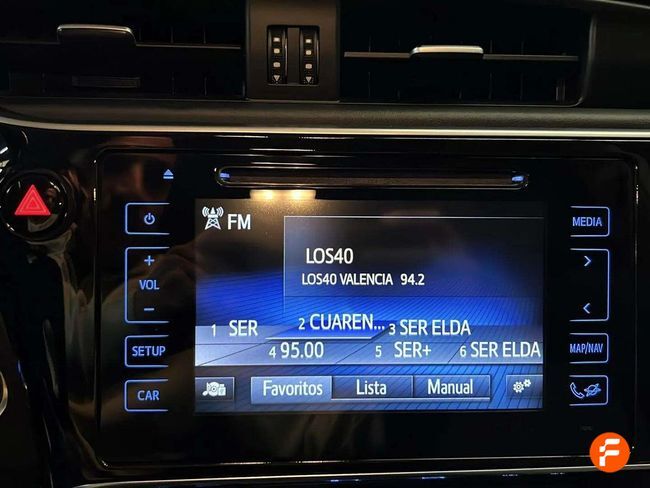 FM
MEDIA
LOS40
LOS40 VALENCIA 94.2
+
VOL
−
1 SER
2 CUAREN...
3 SER ELDA
4 95.00
5 SER+
6 SER ELDA
SETUP
MAP/NAV
CAR
Favoritos
Lista
Manual